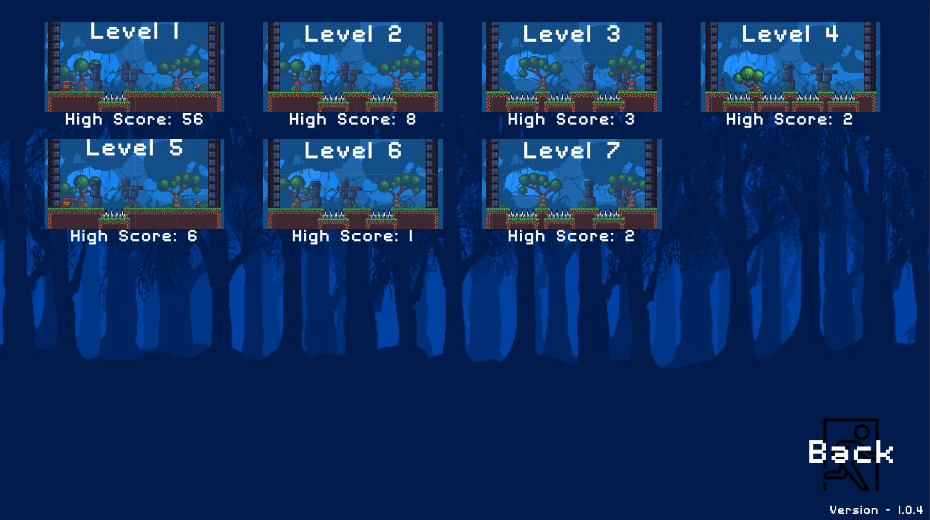 Level 1
Level 2
Level 3
Level 4
High Score: 56
High Score: 8
High Score: 3
High Score: 2
Level 5
Level 6
Level 7
High Score: 6
High Score: 1
High Score: 2
Back
Version - 1.0.4